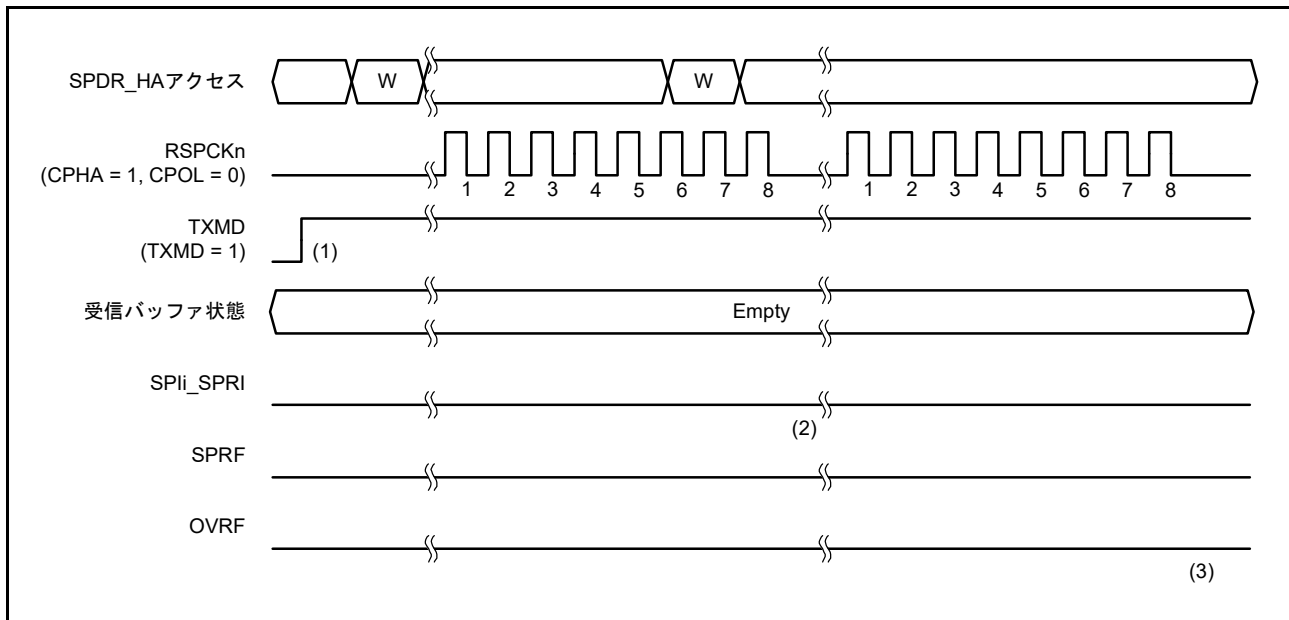 SPDR_HAアクセス
W
W
RSPCKn
(CPHA = 1, CPOL = 0)
1 2 3 4 5 6 7 8
1 2 3 4 5 6 7 8
TXMD
(TXMD = 1)
(1)
受信バッファ状態
Empty
SPIi_SPRI
(2)
SPRF
OVRF
(3)